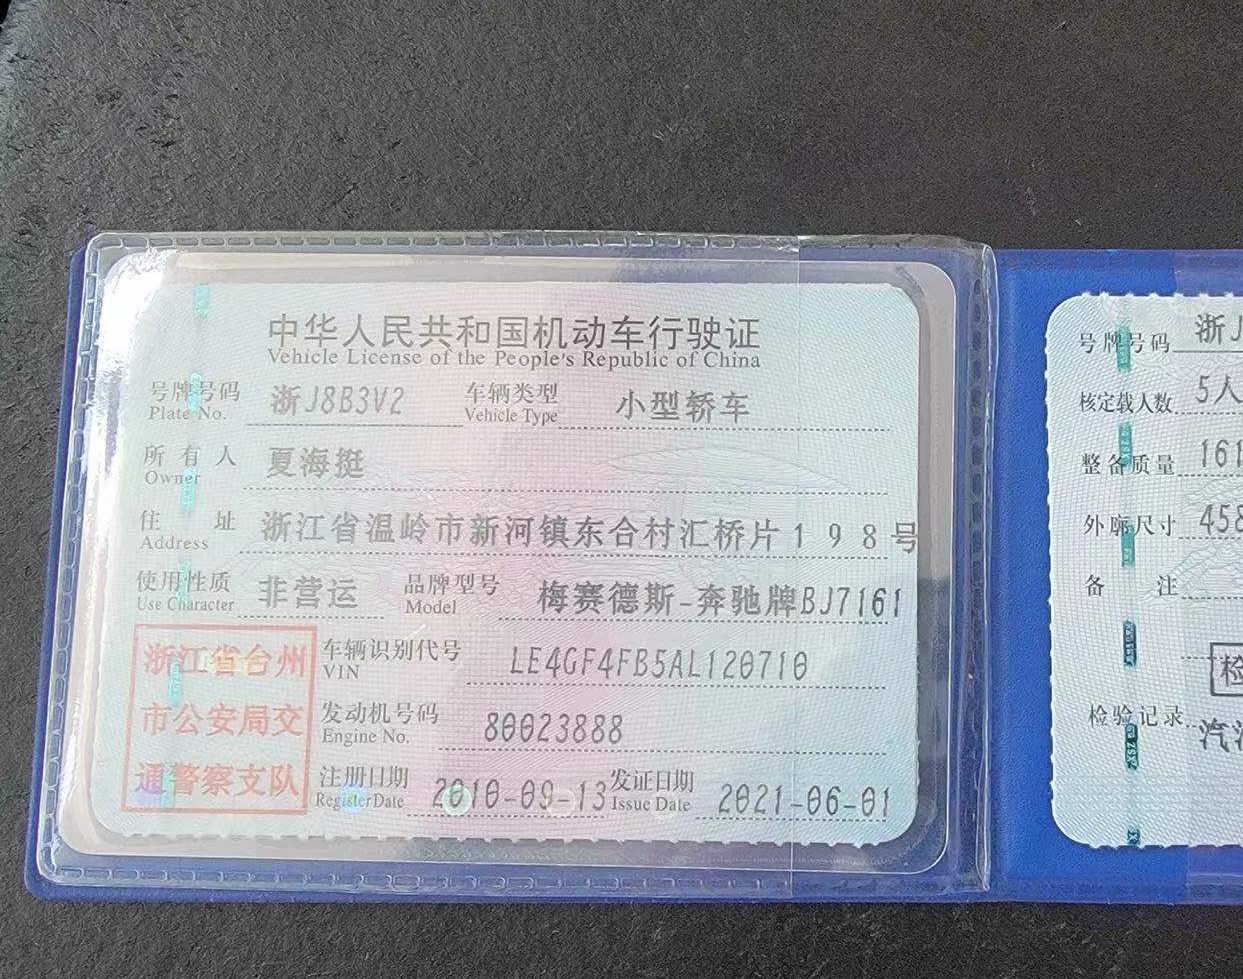 中华人民共和国机动车行驶证
Vehicle License of the People's Republic of China
号牌号码 浙J8B3V2 车辆类型 小型轿车
Plate No. Vehicle Type
所有人 夏海挺
Owner
住址 浙江省温岭市新河镇东合村汇桥片198号
Address
使用性质 非营运 品牌型号 梅赛德斯-奔驰牌BJ7161
Use Character Model
浙江省台州
市公安局交
通警察支队
车辆识别代号 LE4GF4FB5AL120710
VIN
发动机号码 80023888
Engine No.
注册日期 2010-09-13 发证日期 2021-06-01
Register Date Issue Date
号牌号码 浙J
核定载人数 5人
整备质量 161
外廓尺寸 458
备注
检验记录